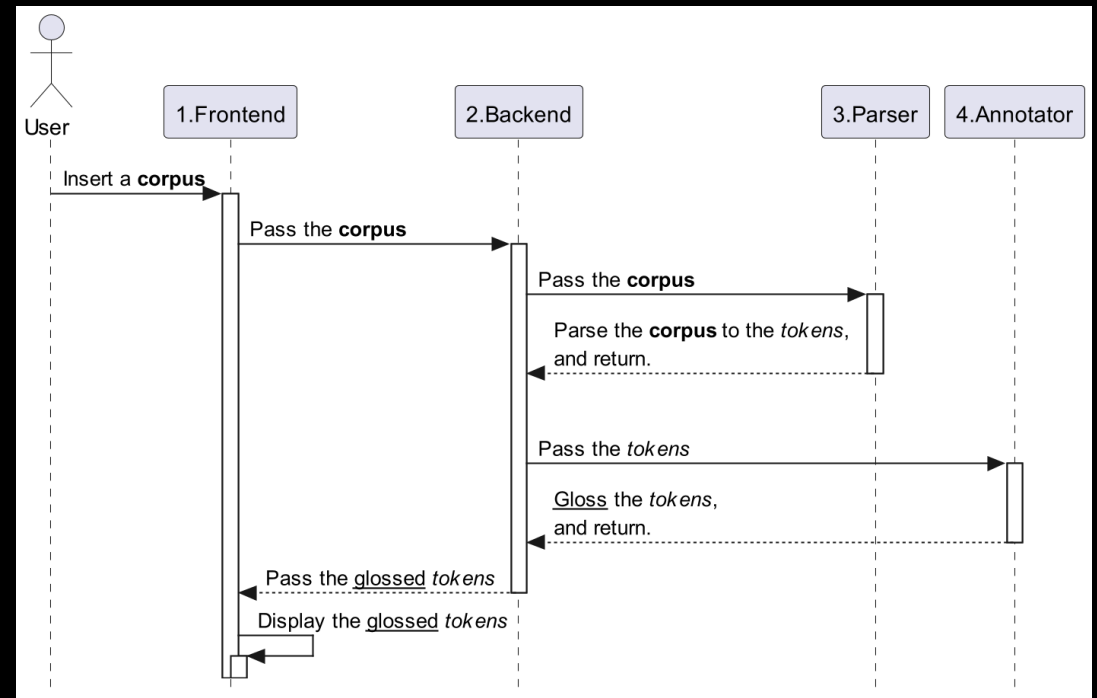 User
1.Frontend
2.Backend
3.Parser
4.Annotator
Insert a corpus
Pass the corpus
Pass the corpus
Parse the corpus to the tokens,
and return.
Pass the tokens
Gloss the tokens,
and return.
Pass the glossed tokens
Display the glossed tokens